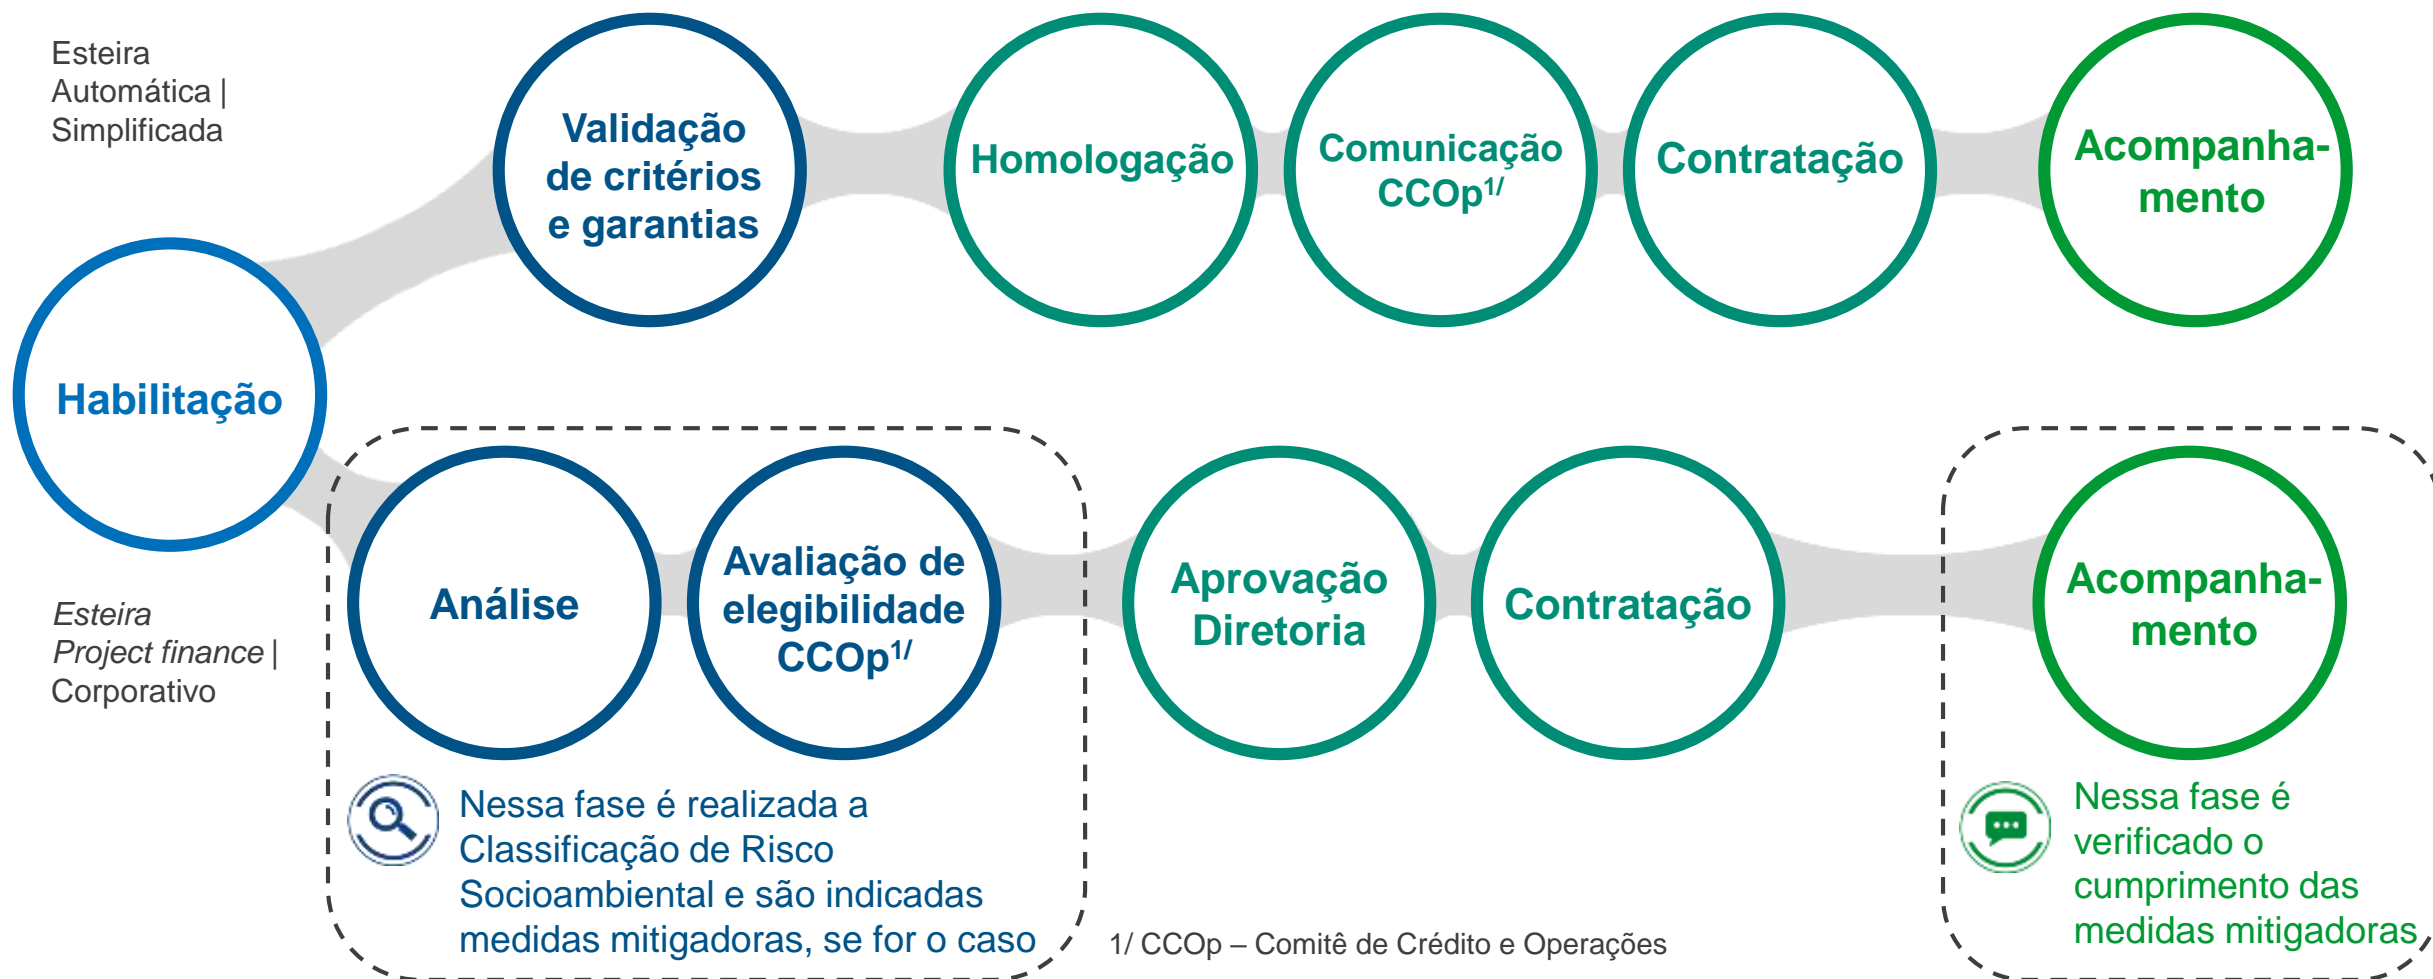 Esteira
Automática |
Simplificada
Validação
de critérios
e garantias
Homologação
Comunicação
CCOp1/
Contratação
Acompanha-
mento
Habilitação
Esteira
Project finance |
Corporativo
Análise
Avaliação de
elegibilidade
CCOp1/
Aprovação
Diretoria
Contratação
Acompanha-
mento
Nessa fase é realizada a
Classificação de Risco
Socioambiental e são indicadas
medidas mitigadoras, se for o caso
Nessa fase é
verificado o
cumprimento das
medidas mitigadoras
1/ CCOp – Comitê de Crédito e Operações